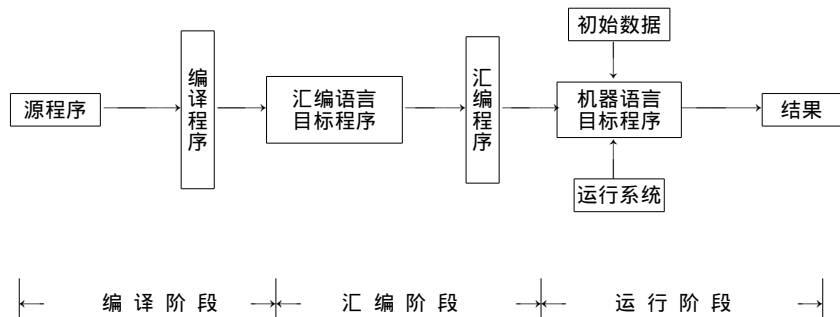 初始数据
源程序
编译程序
汇编语言
目标程序
汇编程序
机器语言
目标程序
结果
运行系统
编译阶段
汇编阶段
运行阶段